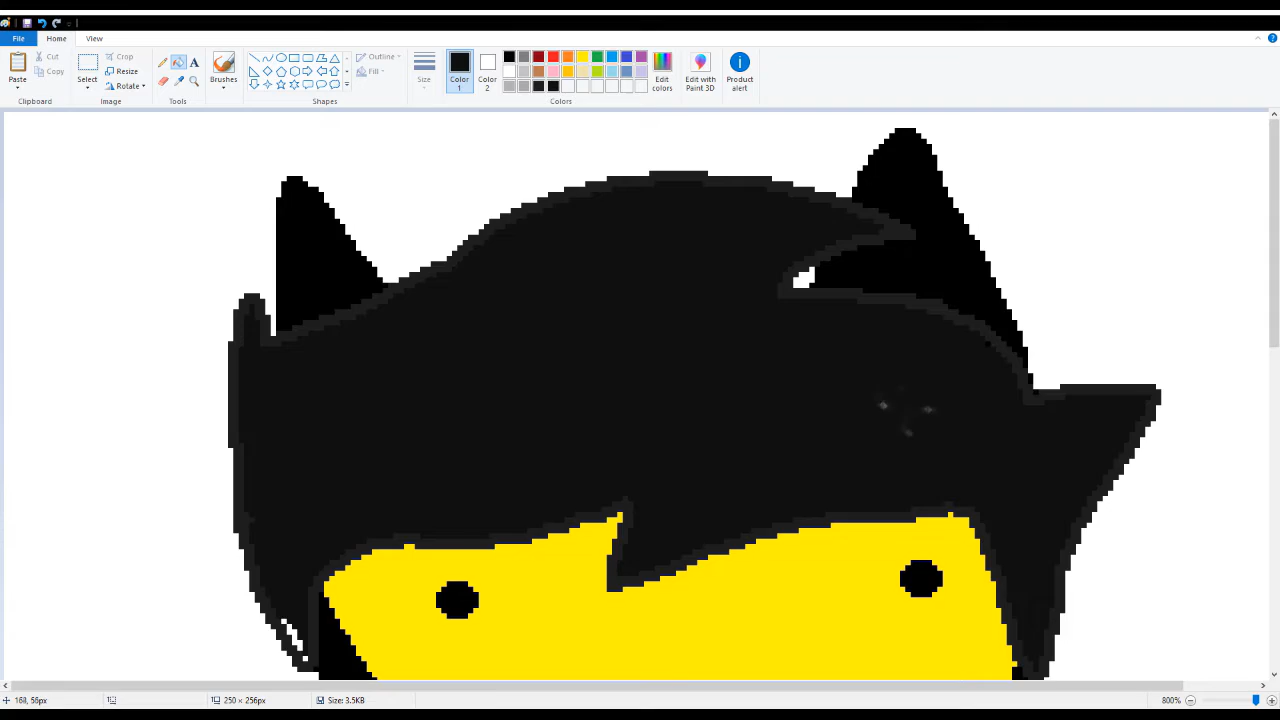 File Home View
Paste
Cut
Copy
Clipboard
Select
Crop
Resize
Rotate
Image
A
Tools
Brushes
Outline
Fill
Shapes
Size
Color
1
Color
2
Edit
colors
Colors
Edit with
Paint 3D
Product
alert
168, 56px
250 × 256px
Size: 3.5KB
800%